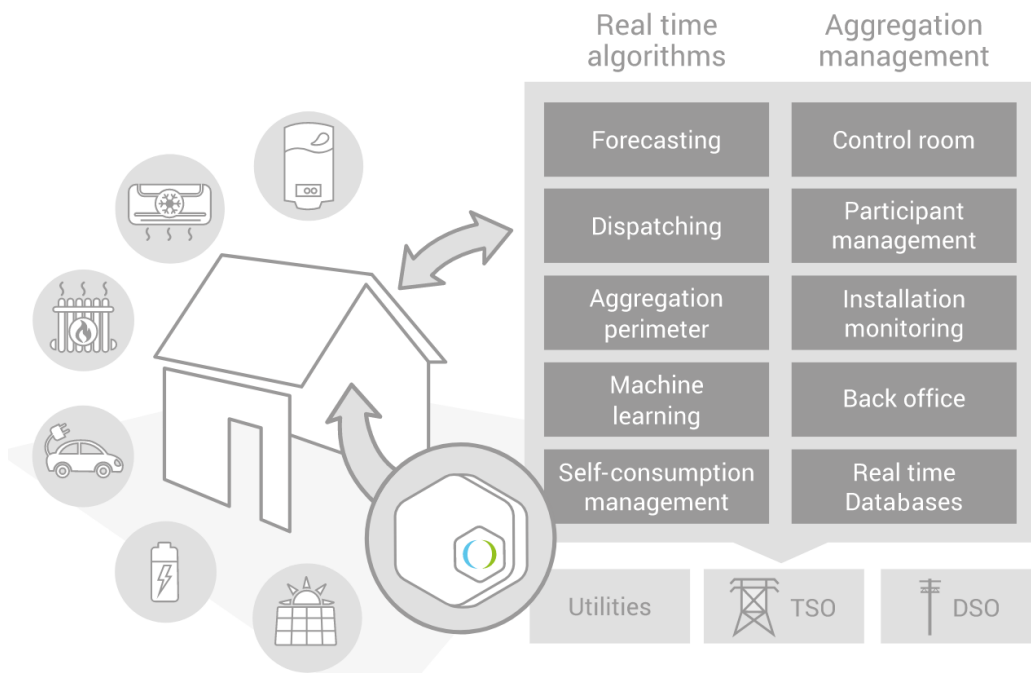 Real time
algorithms
Aggregation
management
Forecasting
Control room
Dispatching
Participant
management
Aggregation
perimeter
Installation
monitoring
Machine
learning
Back office
Self-consumption
management
Real time
Databases
Utilities
TSO
DSO